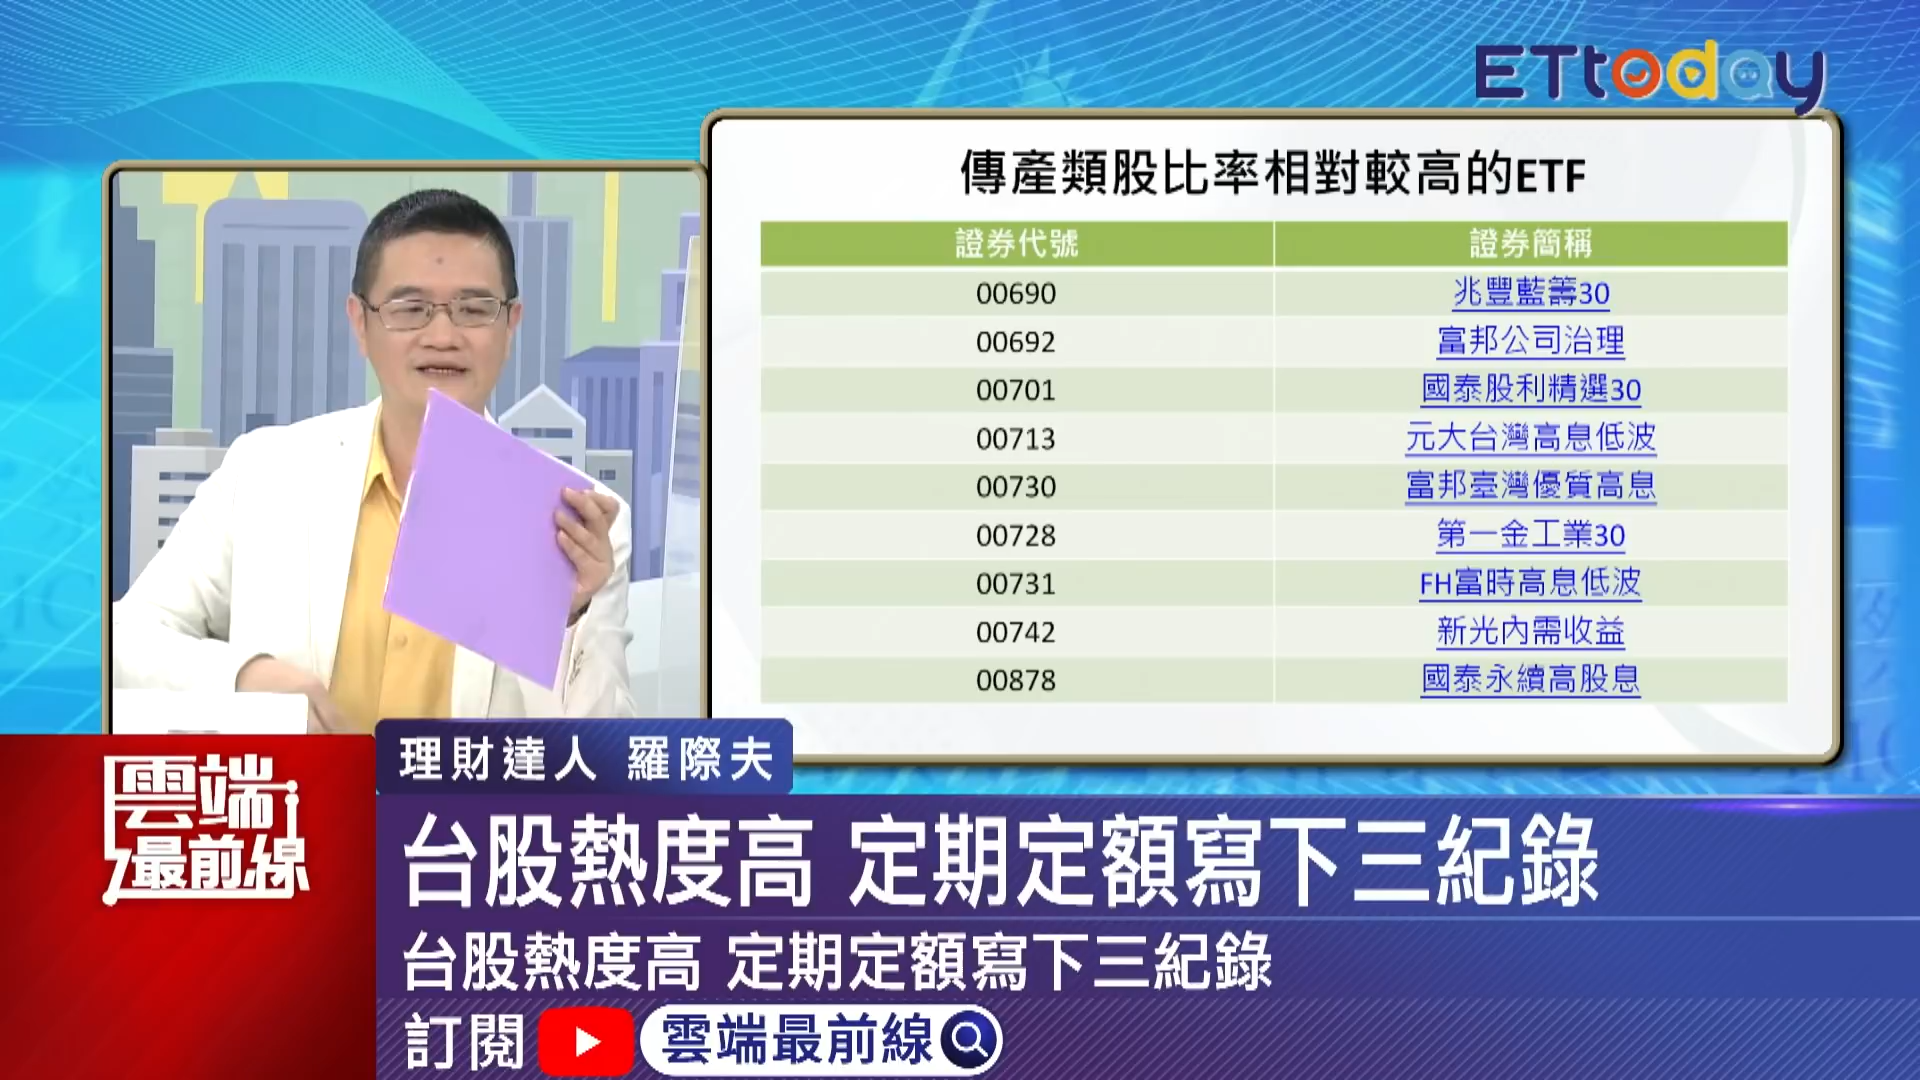 ETtoday
傳產類股比率相對較高的ETF
證券代號 證券簡稱
00690 兆豐藍籌30
00692 富邦公司治理
00701 國泰股利精選30
00713 元大台灣高息低波
00730 富邦臺灣優質高息
00728 第一金工業30
00731 FH富時高息低波
00742 新光內需收益
00878 國泰永續高股息
理財達人 羅際夫
雲端最前線
台股熱度高 定期定額寫下三紀錄
台股熱度高 定期定額寫下三紀錄
訂閱 雲端最前線